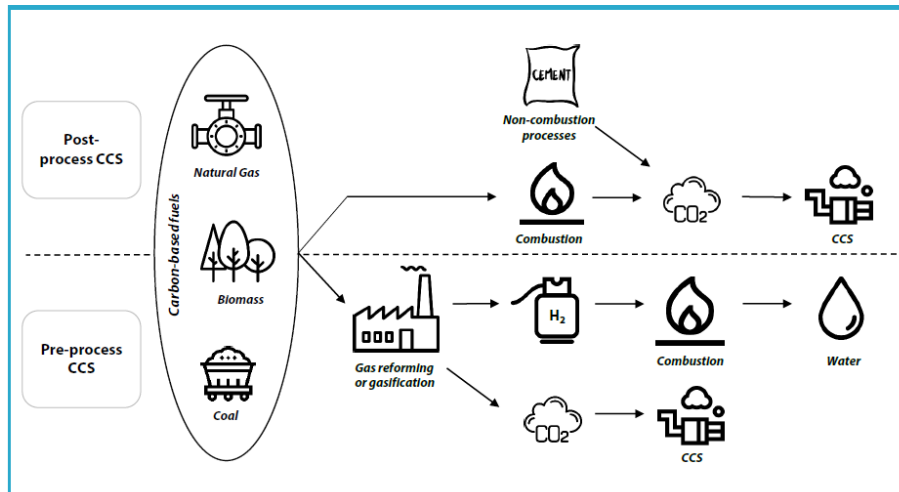 Post-
process CCS
Pre-process
CCS
Carbon-based fuels
Natural Gas
Biomass
Coal
CEMENT
Non-combustion
processes
Combustion
CO2
CCS
Gas reforming
or gasification
H2
Combustion
Water
CO2
CCS